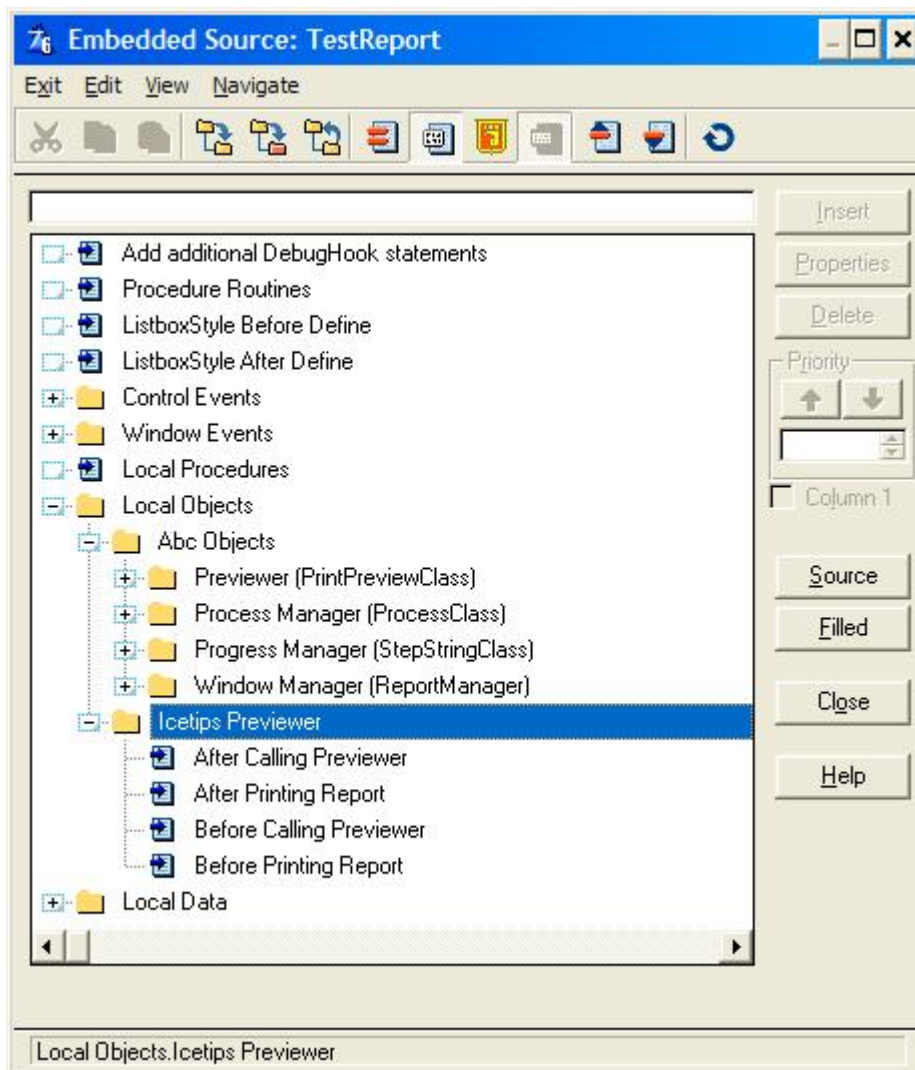 Embedded Source: TestReport
Exit Edit View Navigate
Insert
Properties
Delete
Priority
Column 1
Source
Filled
Close
Help
Add additional DebugHook statements
Procedure Routines
ListboxStyle Before Define
ListboxStyle After Define
Control Events
Window Events
Local Procedures
Local Objects
Abc Objects
Previewer (PrintPreviewClass)
Process Manager (ProcessClass)
Progress Manager (StepStringClass)
Window Manager (ReportManager)
Icetips Previewer
After Calling Previewer
After Printing Report
Before Calling Previewer
Before Printing Report
Local Data
Local Objects.Icetips Previewer